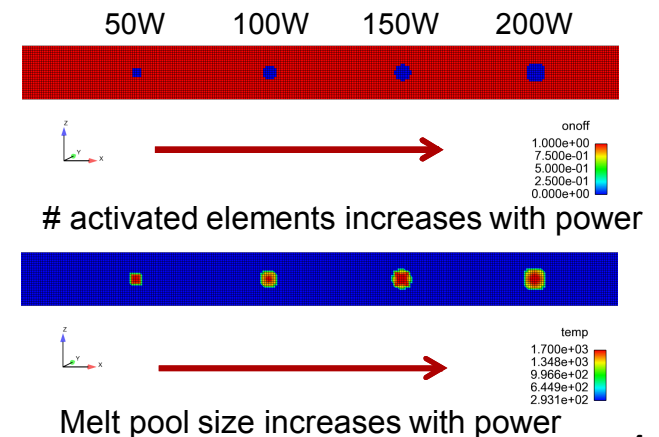 50W 100W 150W 200W
Z
Y
X
onoff
1.000e+00
7.500e-01
5.000e-01
2.500e-01
0.000e+00
# activated elements increases with power
Z
Y
X
temp
1.700e+03
1.348e+03
9.966e+02
6.449e+02
2.931e+02
Melt pool size increases with power